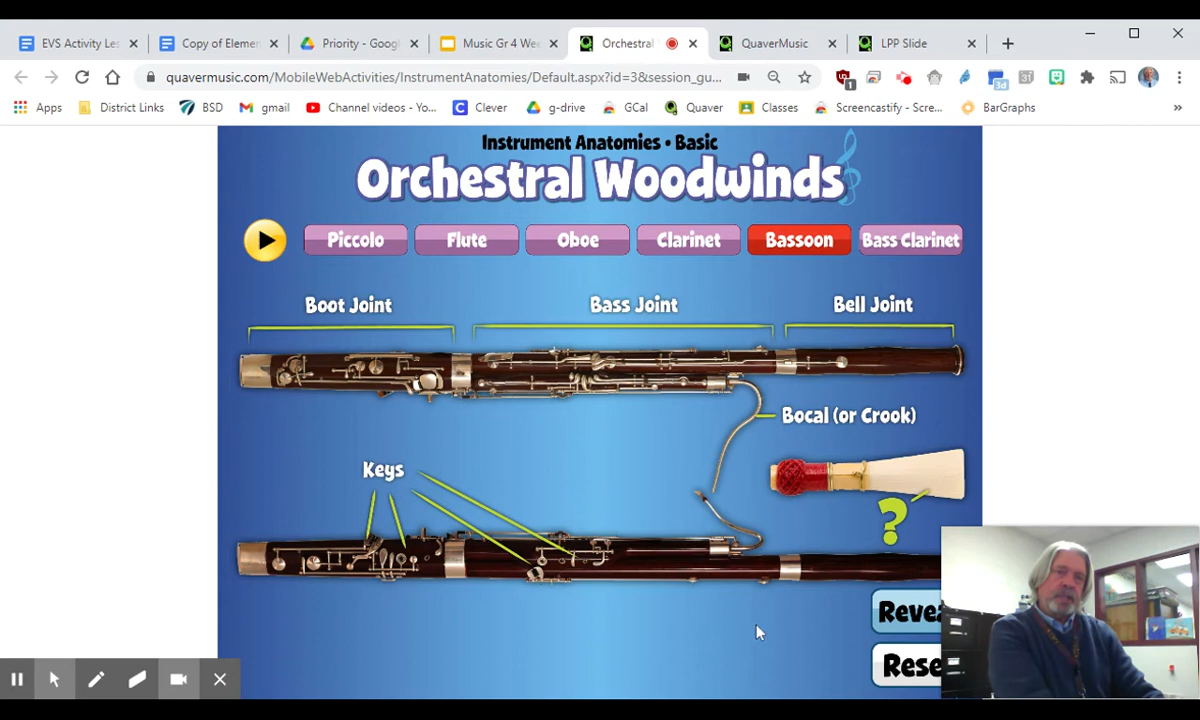 EVS Activity Les
Copy of Elemen
Priority - Goog
Music Gr 4 Wee
Orchestral
QuaverMusic
LPP Slide
quavermusic.com/MobileWebActivities/InstrumentAnatomies/Default.aspx?id=3&session_gu...
Apps
District Links
BSD
gmail
Channel videos - Yo...
Clever
g-drive
GCal
Quaver
Classes
Screencastify - Scre...
BarGraphs
»
Instrument Anatomies • Basic
Orchestral Woodwinds
Piccolo
Flute
Oboe
Clarinet
Bassoon
Bass Clarinet
Boot Joint
Bass Joint
Bell Joint
Bocal (or Crook)
Keys
?
Revea
Rese